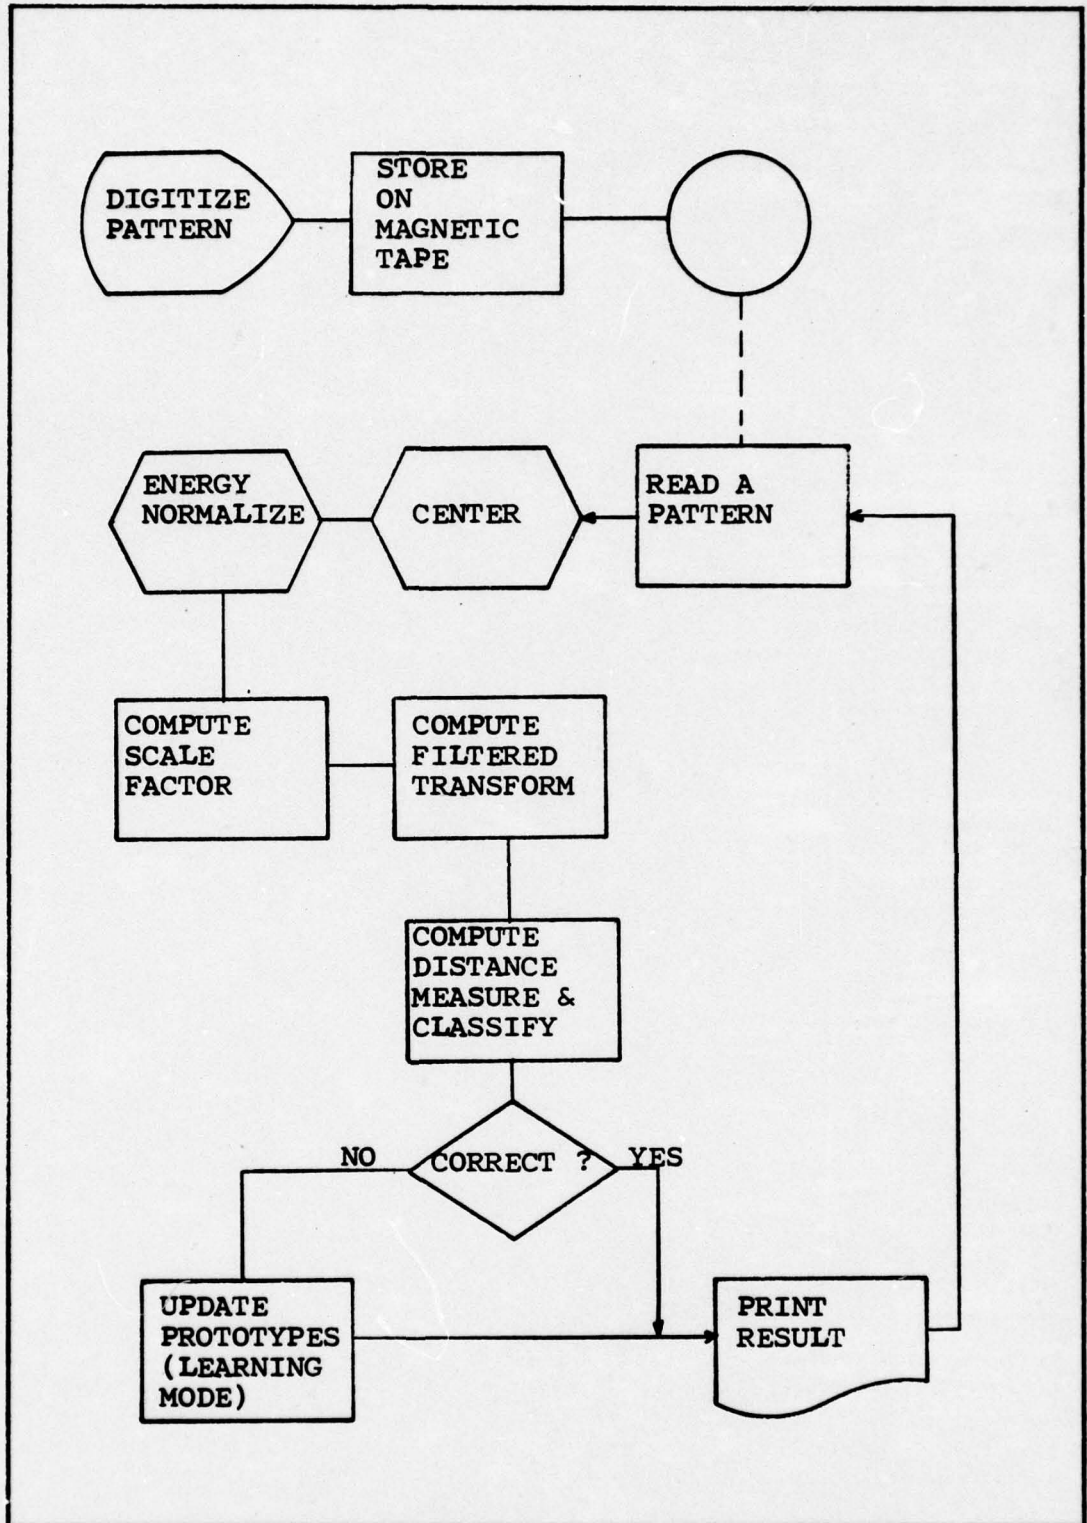 DIGITIZE
PATTERN
STORE
ON
MAGNETIC
TAPE
READ A
PATTERN
CENTER
ENERGY
NORMALIZE
COMPUTE
SCALE
FACTOR
COMPUTE
FILTERED
TRANSFORM
COMPUTE
DISTANCE
MEASURE &
CLASSIFY
CORRECT ?
NO
YES
UPDATE
PROTOTYPES
(LEARNING
MODE)
PRINT
RESULT